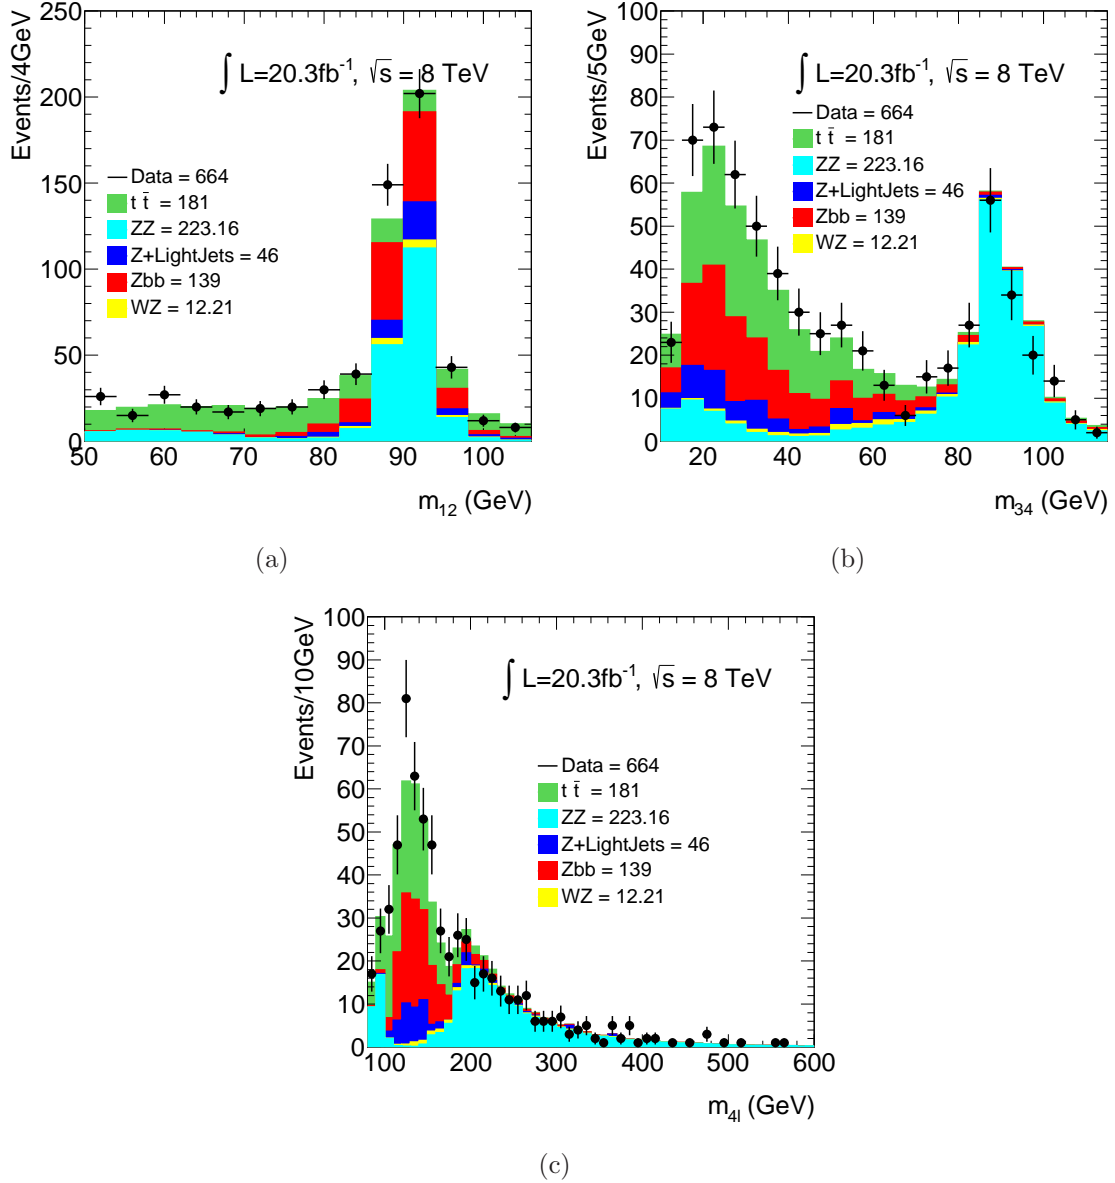 Events/4GeV
250
200
150
100
50
0
∫ L=20.3fb⁻¹, √s = 8 TeV
Data = 664
t t̄ = 181
ZZ = 223.16
Z+LightJets = 46
Zbb = 139
WZ = 12.21
50 60 70 80 90 100
m₁₂ (GeV)
(a)
Events/5GeV
100
90
80
70
60
50
40
30
20
10
0
∫ L=20.3fb⁻¹, √s = 8 TeV
Data = 664
t t̄ = 181
ZZ = 223.16
Z+LightJets = 46
Zbb = 139
WZ = 12.21
20 40 60 80 100
m₃₄ (GeV)
(b)
Events/10GeV
100
90
80
70
60
50
40
30
20
10
0
∫ L=20.3fb⁻¹, √s = 8 TeV
Data = 664
t t̄ = 181
ZZ = 223.16
Z+LightJets = 46
Zbb = 139
WZ = 12.21
100 200 300 400 500 600
m₄ₗ (GeV)
(c)